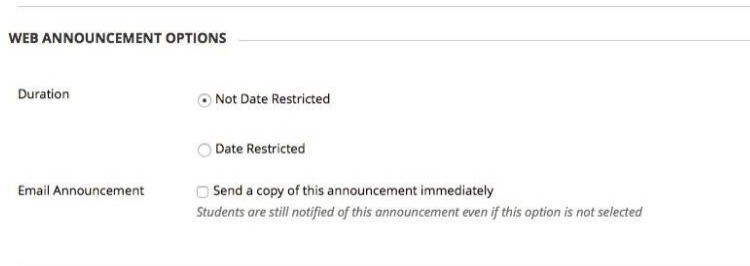 WEB ANNOUNCEMENT OPTIONS
Duration
Not Date Restricted
Date Restricted
Email Announcement
Send a copy of this announcement immediately
Students are still notified of this announcement even if this option is not selected